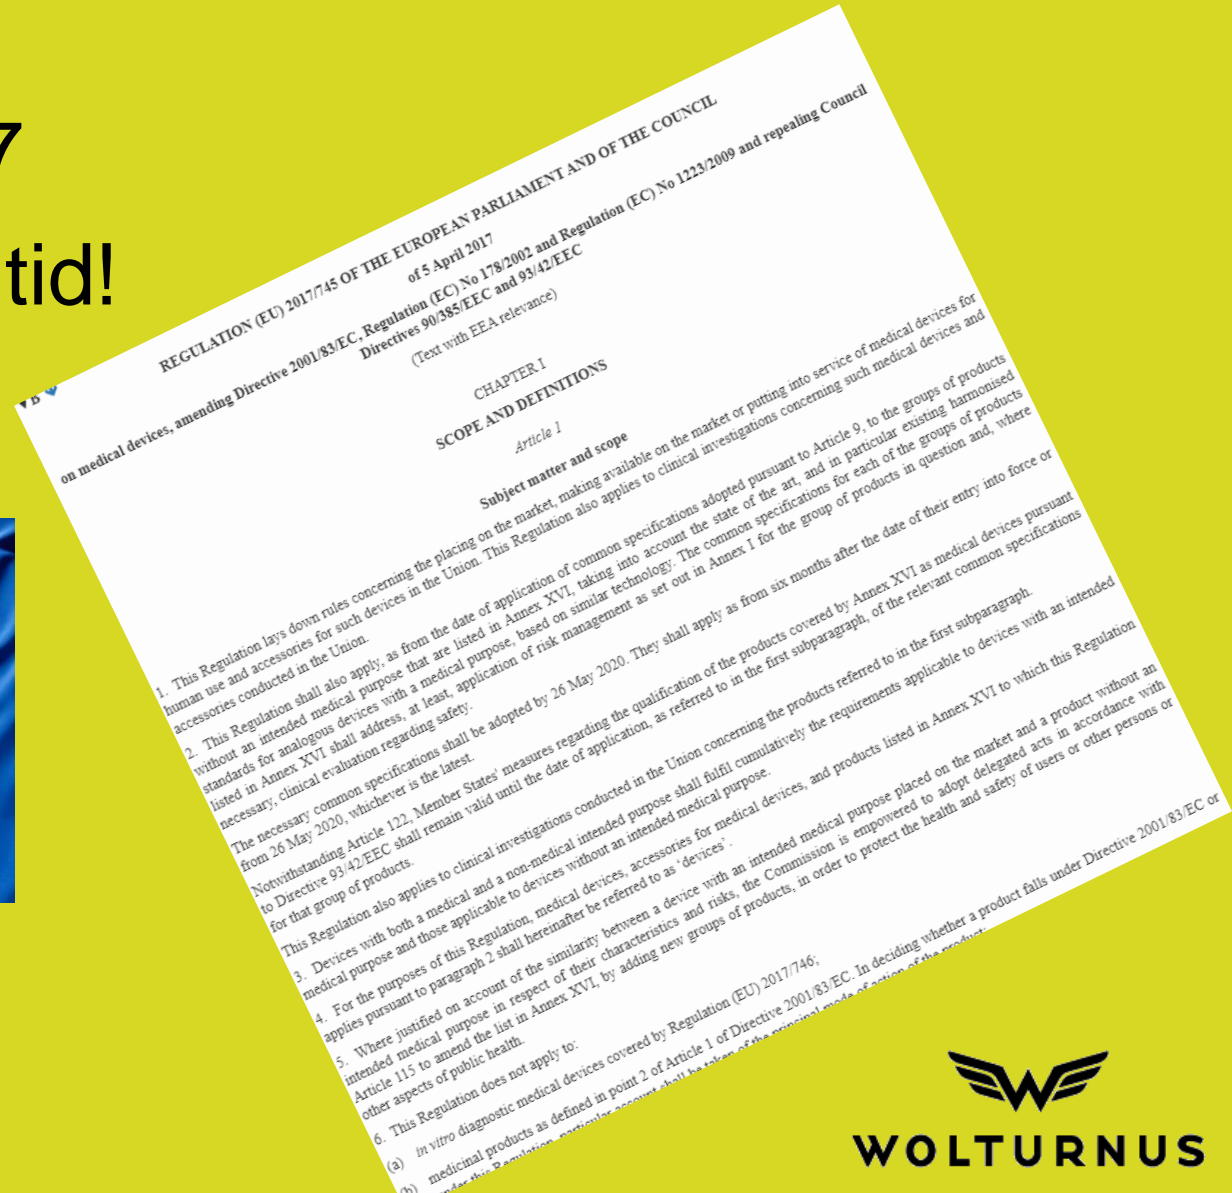 7
tid!
REGULATION (EU) 2017/745 OF THE EUROPEAN PARLIAMENT AND OF THE COUNCIL
of 5 April 2017
on medical devices, amending Directive 2001/83/EC, Regulation (EC) No 178/2002 and Regulation (EC) No 1223/2009 and repealing Council
Directives 90/385/EEC and 93/42/EEC
(Text with EEA relevance)
CHAPTER I
SCOPE AND DEFINITIONS
Article 1
Subject matter and scope
1. This Regulation lays down rules concerning the placing on the market, making available on the market or putting into service of medical devices for
human use and accessories for such devices in the Union. This Regulation also applies to clinical investigations concerning such medical devices and
accessories conducted in the Union.
2. This Regulation shall also apply, as from the date of application of common specifications adopted pursuant to Article 9, to the groups of products
without an intended medical purpose that are listed in Annex XVI, taking into account the state of the art, and in particular existing harmonised
standards for analogous devices with a medical purpose, based on similar technology. The common specifications for each of the groups of products
listed in Annex XVI shall address, at least, application of risk management as set out in Annex I for the group of products in question and, where
necessary, clinical evaluation regarding safety.
The necessary common specifications shall be adopted by 26 May 2020. They shall apply as from six months after the date of their entry into force or
from 26 May 2020, whichever is the latest.
Notwithstanding Article 122, Member States' measures regarding the qualification of the products covered by Annex XVI as medical devices pursuant
to Directive 93/42/EEC shall remain valid until the date of application, as referred to in the first subparagraph, of the relevant common specifications
for that group of products.
This Regulation also applies to clinical investigations conducted in the Union concerning the products referred to in the first subparagraph.
3. Devices with both a medical and a non-medical intended purpose shall fulfil cumulatively the requirements applicable to devices with an intended
medical purpose and those applicable to devices without an intended medical purpose.
4. For the purposes of this Regulation, medical devices, accessories for medical devices, and products listed in Annex XVI to which this Regulation
applies pursuant to paragraph 2 shall hereinafter be referred to as 'devices'.
5. Where justified on account of the similarity between a device with an intended medical purpose placed on the market and a product without an
intended medical purpose in respect of their characteristics and risks, the Commission is empowered to adopt delegated acts in accordance with
Article 115 to amend the list in Annex XVI, by adding new groups of products, in order to protect the health and safety of users or other persons or
other aspects of public health.
6. This Regulation does not apply to:
(a) in vitro diagnostic medical devices covered by Regulation (EU) 2017/746;
(b) medicinal products as defined in point 2 of Article 1 of Directive 2001/83/EC. In deciding whether a product falls under Directive 2001/83/EC or
under this Regulation, particular account shall be taken of the principal mode of action of the product;
WOLTURNUS